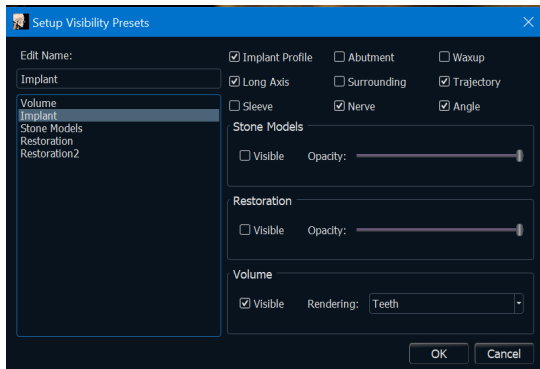 Setup Visibility Presets
Edit Name:
Implant
Volume
Implant
Stone Models
Restoration
Restoration2
Implant Profile Abutment Waxup
Long Axis Surrounding Trajectory
Sleeve Nerve Angle
Stone Models
Visible Opacity:
Restoration
Visible Opacity:
Volume
Visible Rendering: Teeth
OK Cancel